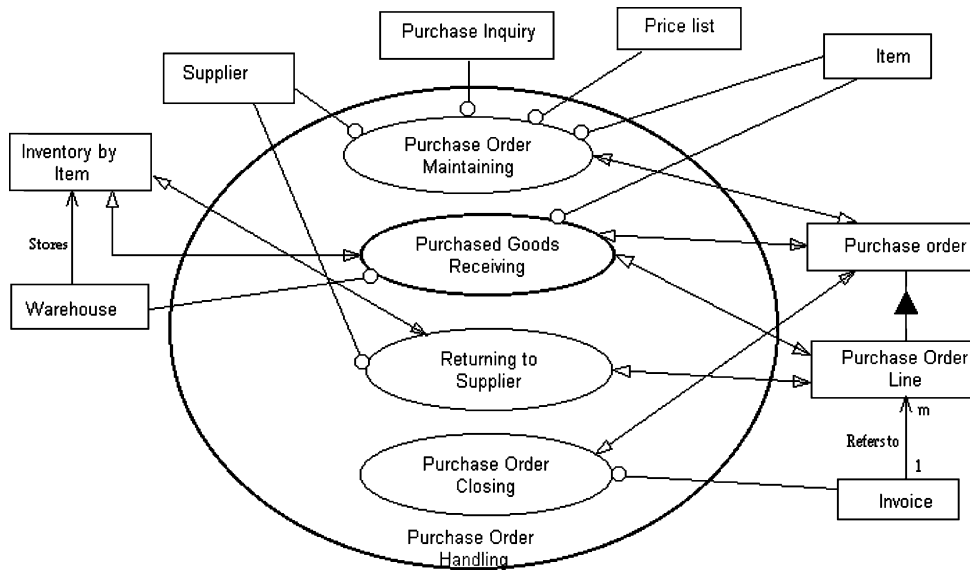 Purchase Inquiry
Price list
Supplier
Item
Inventory by
Item
Purchase Order
Maintaining
Stores
Purchased Goods
Receiving
Purchase order
Warehouse
Returning to
Supplier
Purchase Order
Line
m
Refers to
1
Purchase Order
Closing
Invoice
Purchase Order
Handling